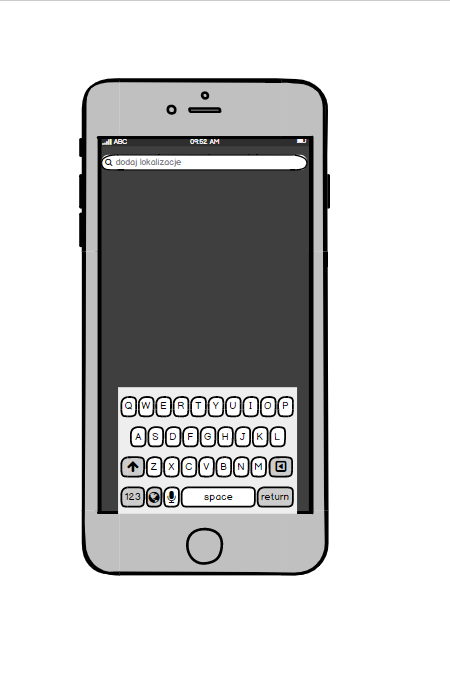 ABC 09:52 AM
dodaj lokalizacje
Q W E R T Y U I O P
A S D F G H J K L
Z X C V B N M
123 space return